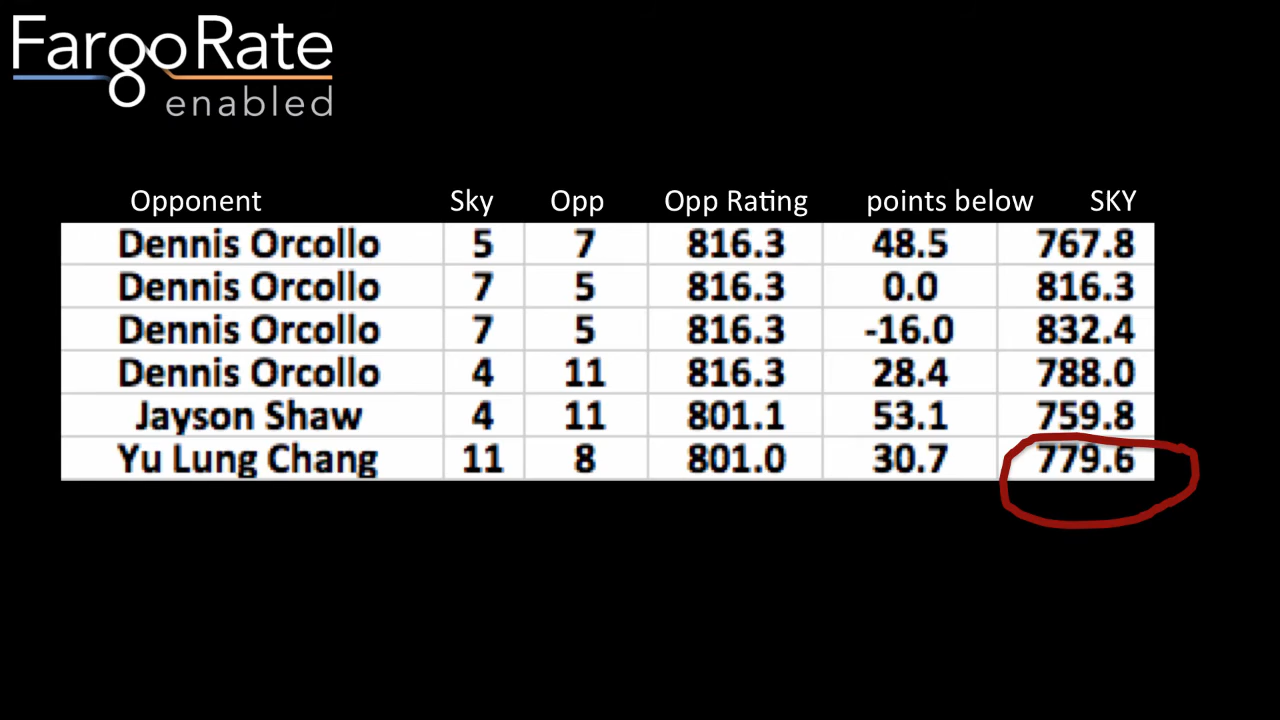 FargoRate
enabled
Opponent Sky Opp Opp Rating points below SKY
Dennis Orcollo 5 7 816.3 48.5 767.8
Dennis Orcollo 7 5 816.3 0.0 816.3
Dennis Orcollo 7 5 816.3 -16.0 832.4
Dennis Orcollo 4 11 816.3 28.4 788.0
Jayson Shaw 4 11 801.1 53.1 759.8
Yu Lung Chang 11 8 801.0 30.7 779.6